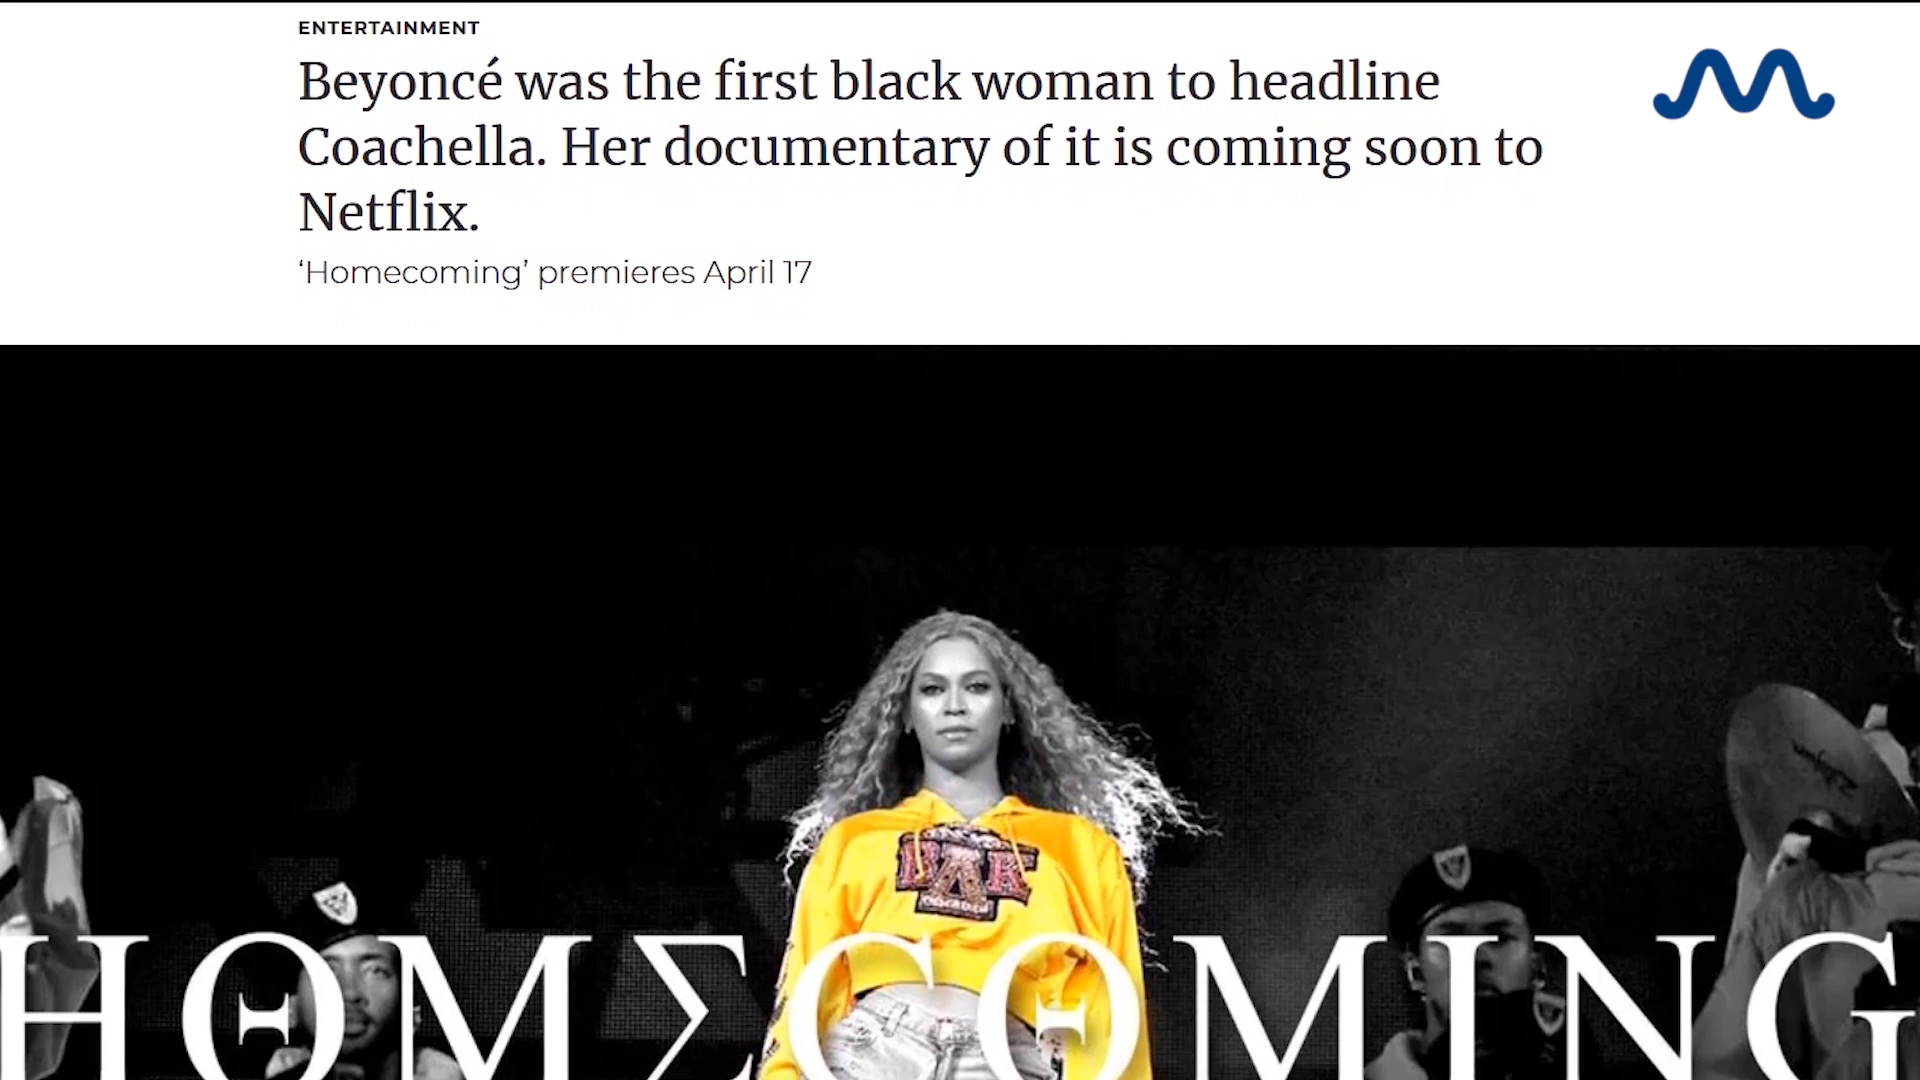 ENTERTAINMENT
Beyoncé was the first black woman to headline
Coachella. Her documentary of it is coming soon to
Netflix.
‘Homecoming’ premieres April 17
BΔK
HΘMΣCΘMING